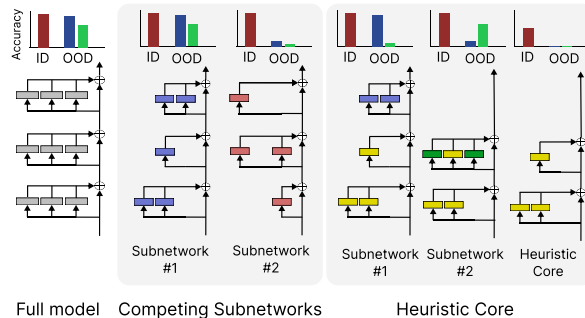 Accuracy
ID OOD
ID OOD
ID OOD
ID OOD
ID OOD
ID OOD
Subnetwork
#1
Subnetwork
#2
Subnetwork
#1
Subnetwork
#2
Heuristic
Core
Full model
Competing Subnetworks
Heuristic Core